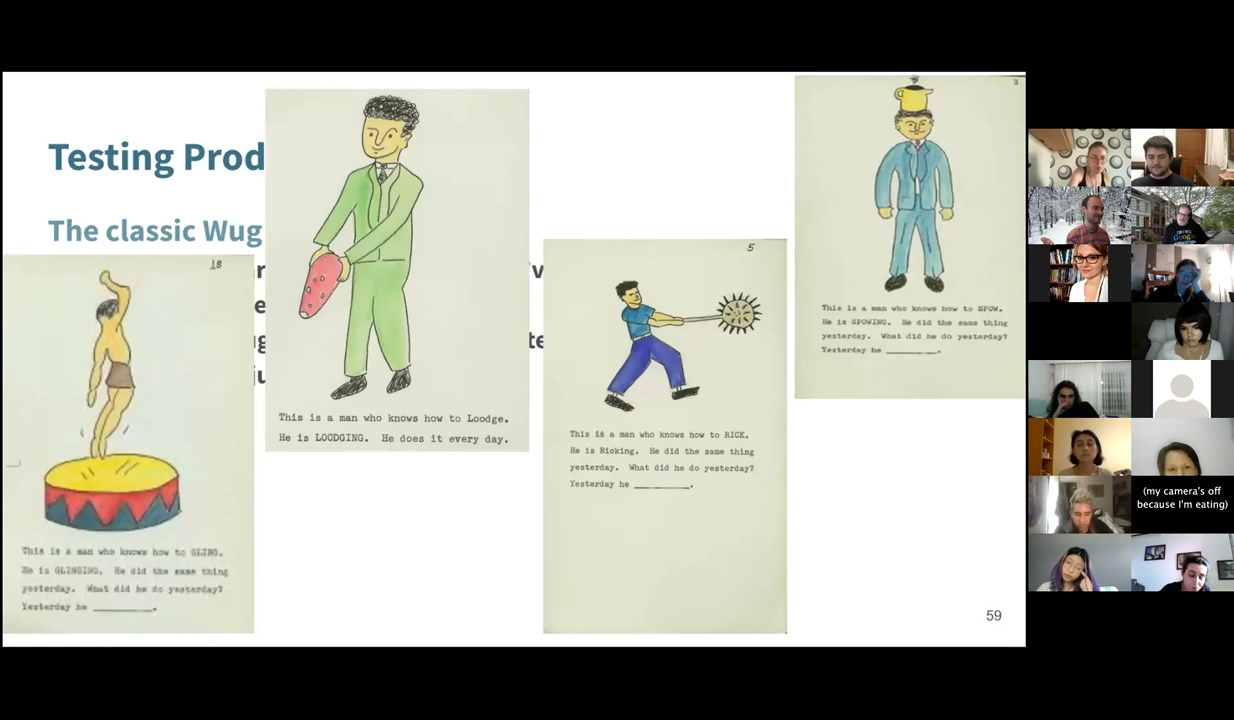 Testing Prod
The classic Wug
18
This is a man who knows how to GLING.
He is GLINGING. He did the same thing
yesterday. What did he do yesterday?
Yesterday he __________.
This is a man who knows how to Loodge.
He is LOODGING. He does it every day.
5
This is a man who knows how to RICK.
He is Ricking. He did the same thing
yesterday. What did he do yesterday?
Yesterday he __________.
This is a man who knows how to SPOW.
He is SPOWING. He did the same thing
yesterday. What did he do yesterday?
Yesterday he __________.
59
Google
(my camera's off
because I'm eating)